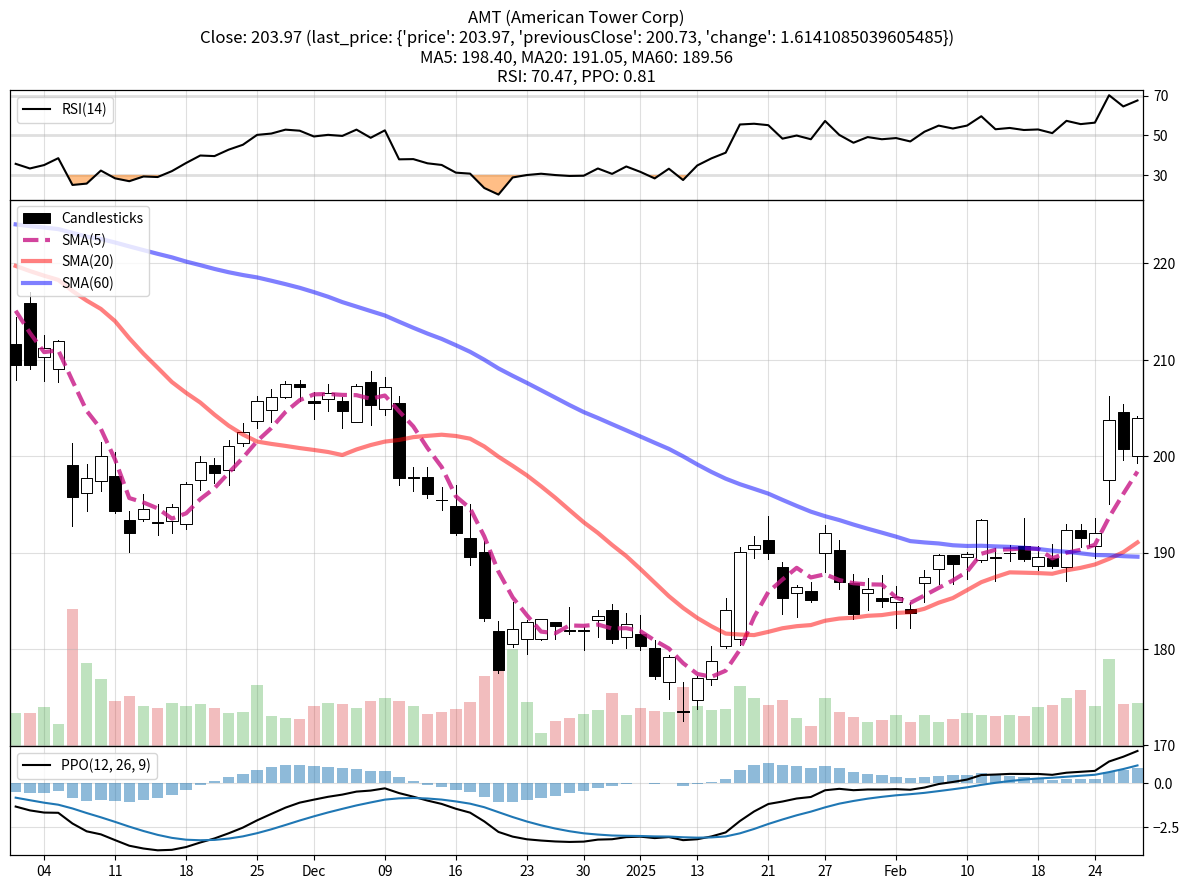 AMT (American Tower Corp)
Close: 203.97 (last_price: {'price': 203.97, 'previousClose': 200.73, 'change': 1.6141085039605485})
MA5: 198.40, MA20: 191.05, MA60: 189.56
RSI: 70.47, PPO: 0.81
RSI(14)
70
50
30
Candlesticks
SMA(5)
SMA(20)
SMA(60)
220
210
200
190
180
170
PPO(12, 26, 9)
0.0
−2.5
04 11 18 25 Dec 09 16 23 30 2025 13 21 27 Feb 10 18 24